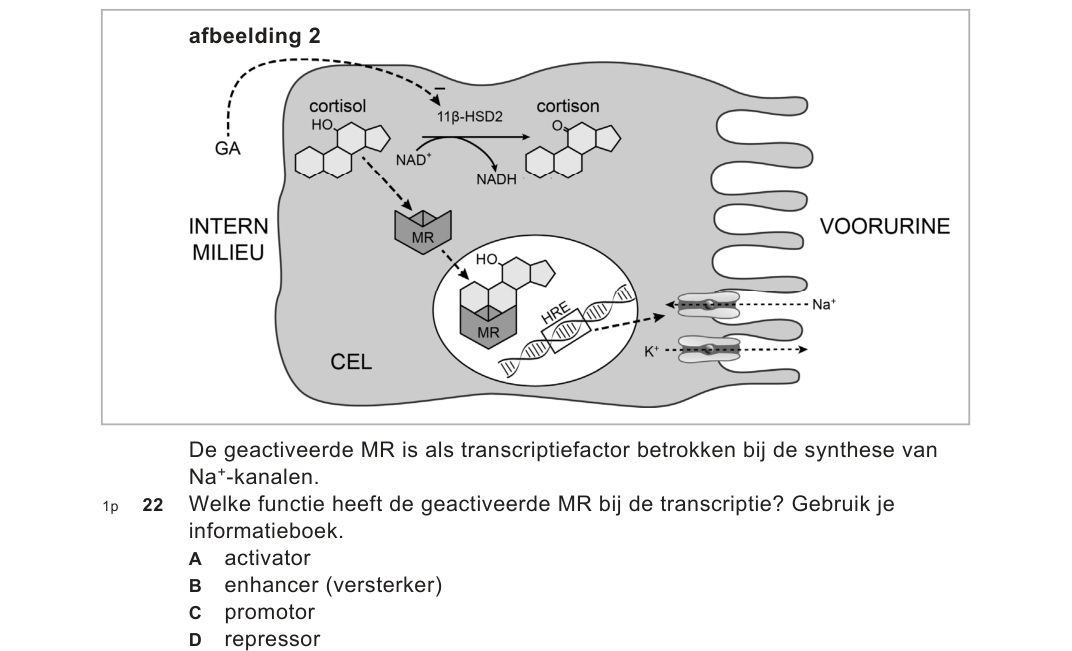 afbeelding 2
cortisol
HO
GA
–
11β-HSD2
NAD⁺
NADH
cortison
O
INTERN
MILIEU
MR
VOORURINE
HO
MR
HRE
Na⁺
K⁺
CEL
De geactiveerde MR is als transcriptiefactor betrokken bij de synthese van
Na⁺-kanalen.
1p 22 Welke functie heeft de geactiveerde MR bij de transcriptie? Gebruik je
informatieboek.
A activator
B enhancer (versterker)
C promotor
D repressor